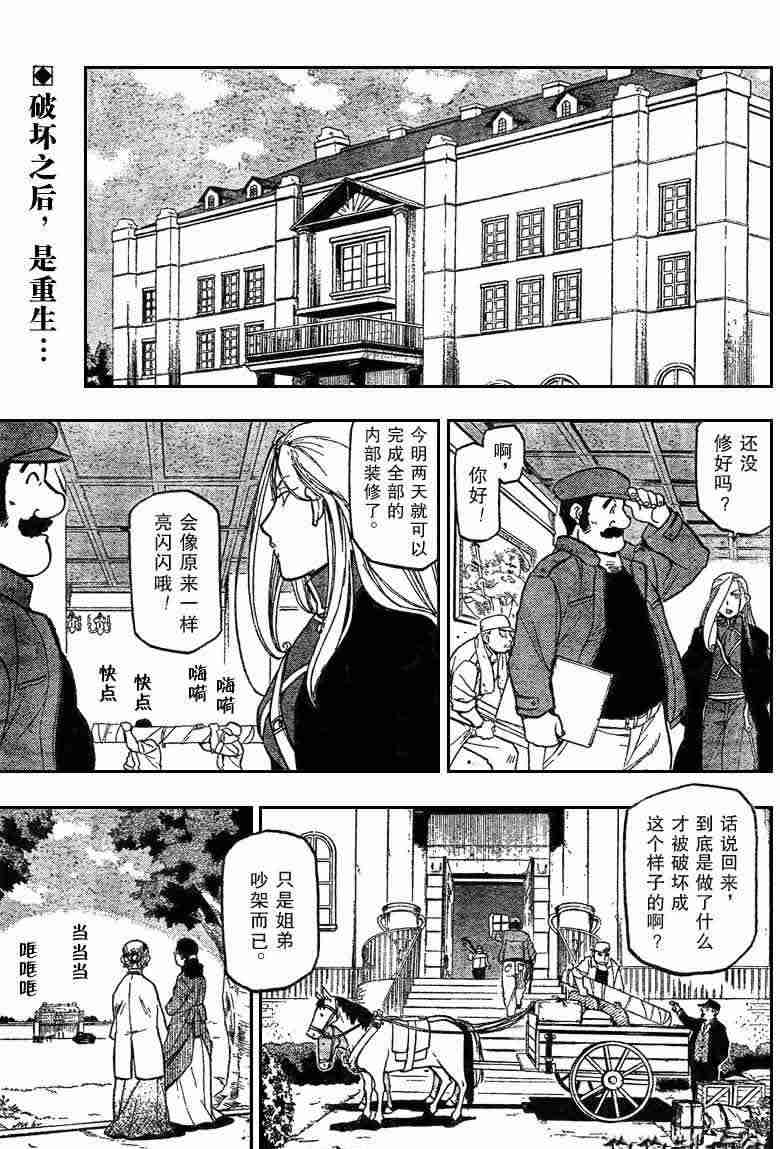 破坏之后，是重生…
还没
修好吗？
啊，
你好！
今明两天就可以
完成全部的
内部装修了。
会像原来一样
亮闪闪哦！
嗨嗬
嗨嗬
快点
快点
话说回来，
到底是做了什么
才被破坏成
这个样子的啊？
只是姐弟
吵架而已。
当当当
哐哐哐